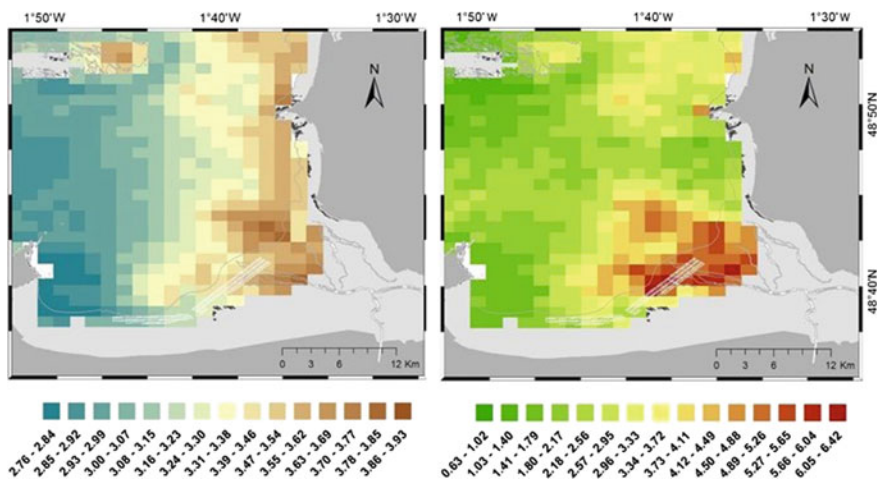 1°50'W 1°40'W 1°50'W 1°40'W 1°30'W
N N
48°50'N
48°40'N
0 3 6 12 Km 0 3 6 12 Km
2.76 - 2.84
2.85 - 2.92
2.93 - 2.99
3.00 - 3.07
3.08 - 3.15
3.16 - 3.23
3.24 - 3.30
3.31 - 3.38
3.39 - 3.46
3.47 - 3.54
3.55 - 3.62
3.63 - 3.69
3.70 - 3.77
3.78 - 3.85
3.86 - 3.93
0.63 - 1.02
1.03 - 1.40
1.41 - 1.79
1.80 - 2.17
2.18 - 2.56
2.57 - 2.95
2.96 - 3.33
3.34 - 3.72
3.73 - 4.11
4.12 - 4.49
4.50 - 4.88
4.89 - 5.26
5.27 - 5.65
5.66 - 6.04
6.05 - 6.42